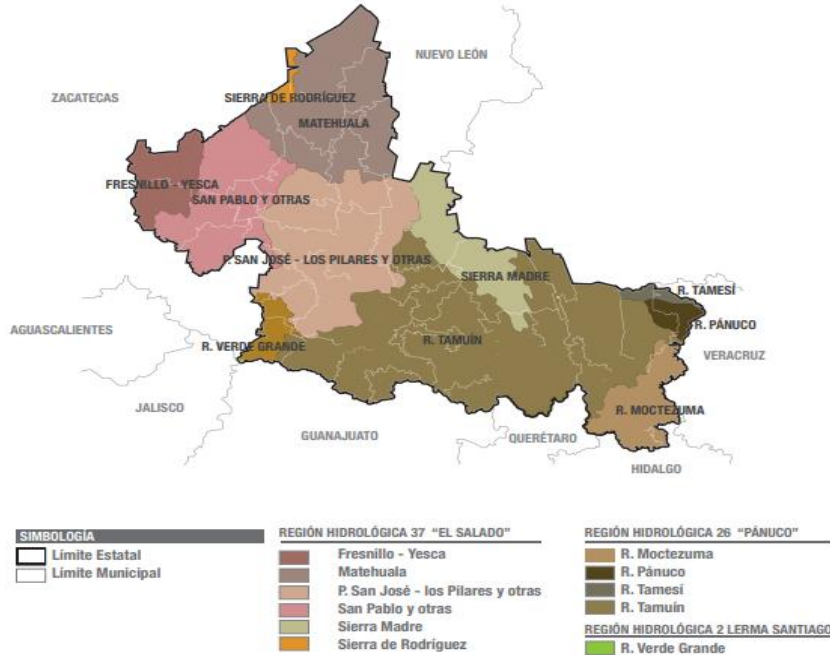 NUEVO LEÓN
ZACATECAS
SIERRA DE RODRÍGUEZ
MATEHUALA
FRESNILLO - YESCA
SAN PABLO Y OTRAS
P. SAN JOSÉ - LOS PILARES Y OTRAS
SIERRA MADRE
R. TAMESÍ
R. PÁNUCO
AGUASCALIENTES
R. VERDE GRANDE
R. TAMUÍN
VERACRUZ
JALISCO
R. MOCTEZUMA
GUANAJUATO
QUERÉTARO
HIDALGO
SIMBOLOGÍA
Límite Estatal
Límite Municipal
REGIÓN HIDROLÓGICA 37 "EL SALADO"
Fresnillo - Yesca
Matehuala
P. San José - los Pilares y otras
San Pablo y otras
Sierra Madre
Sierra de Rodríguez
REGIÓN HIDROLÓGICA 26 "PÁNUCO"
R. Moctezuma
R. Pánuco
R. Tamesí
R. Tamuín
REGIÓN HIDROLÓGICA 2 LERMA SANTIAGO
R. Verde Grande